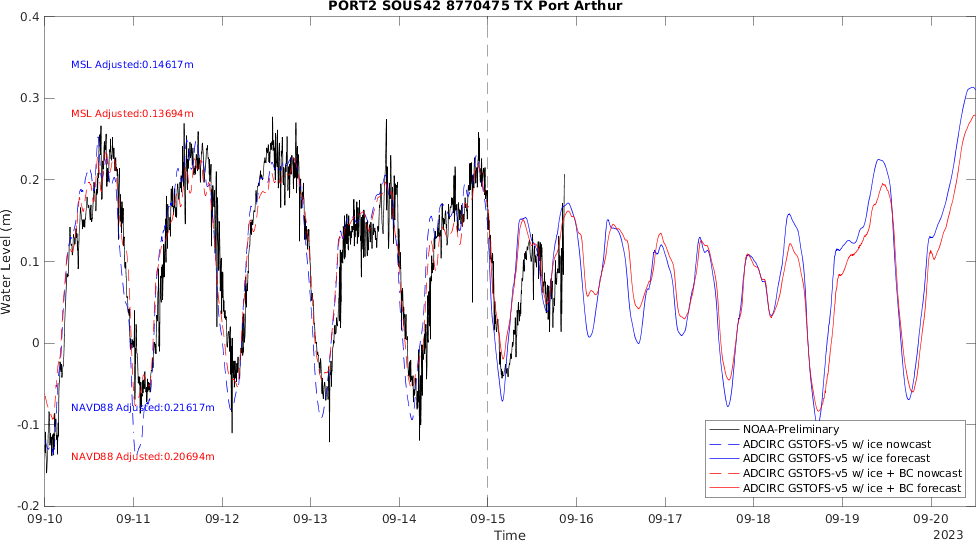 PORT2 SOUS42 8770475 TX Port Arthur
0.4
0.3
0.2
0.1
0
-0.1
-0.2
Water Level (m)
MSL Adjusted:0.14617m
MSL Adjusted:0.13694m
NAVD88 Adjusted:0.21617m
NAVD88 Adjusted:0.20694m
NOAA-Preliminary
ADCIRC GSTOFS-v5 w/ ice nowcast
ADCIRC GSTOFS-v5 w/ ice forecast
ADCIRC GSTOFS-v5 w/ ice + BC nowcast
ADCIRC GSTOFS-v5 w/ ice + BC forecast
09-10 09-11 09-12 09-13 09-14 09-15 09-16 09-17 09-18 09-19 09-20
Time
2023